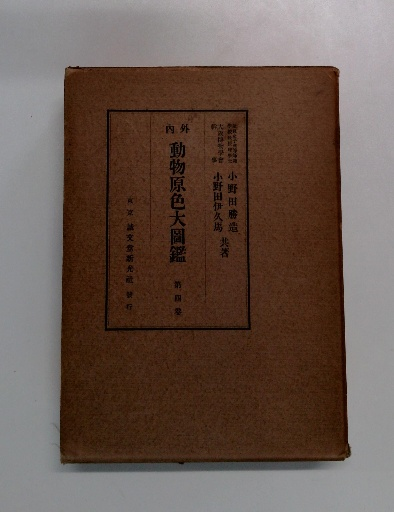 小野田勝造
小野田伊久馬 共著
内外
動物原色大圖鑑
第四卷
東京 誠文堂新光社 發行